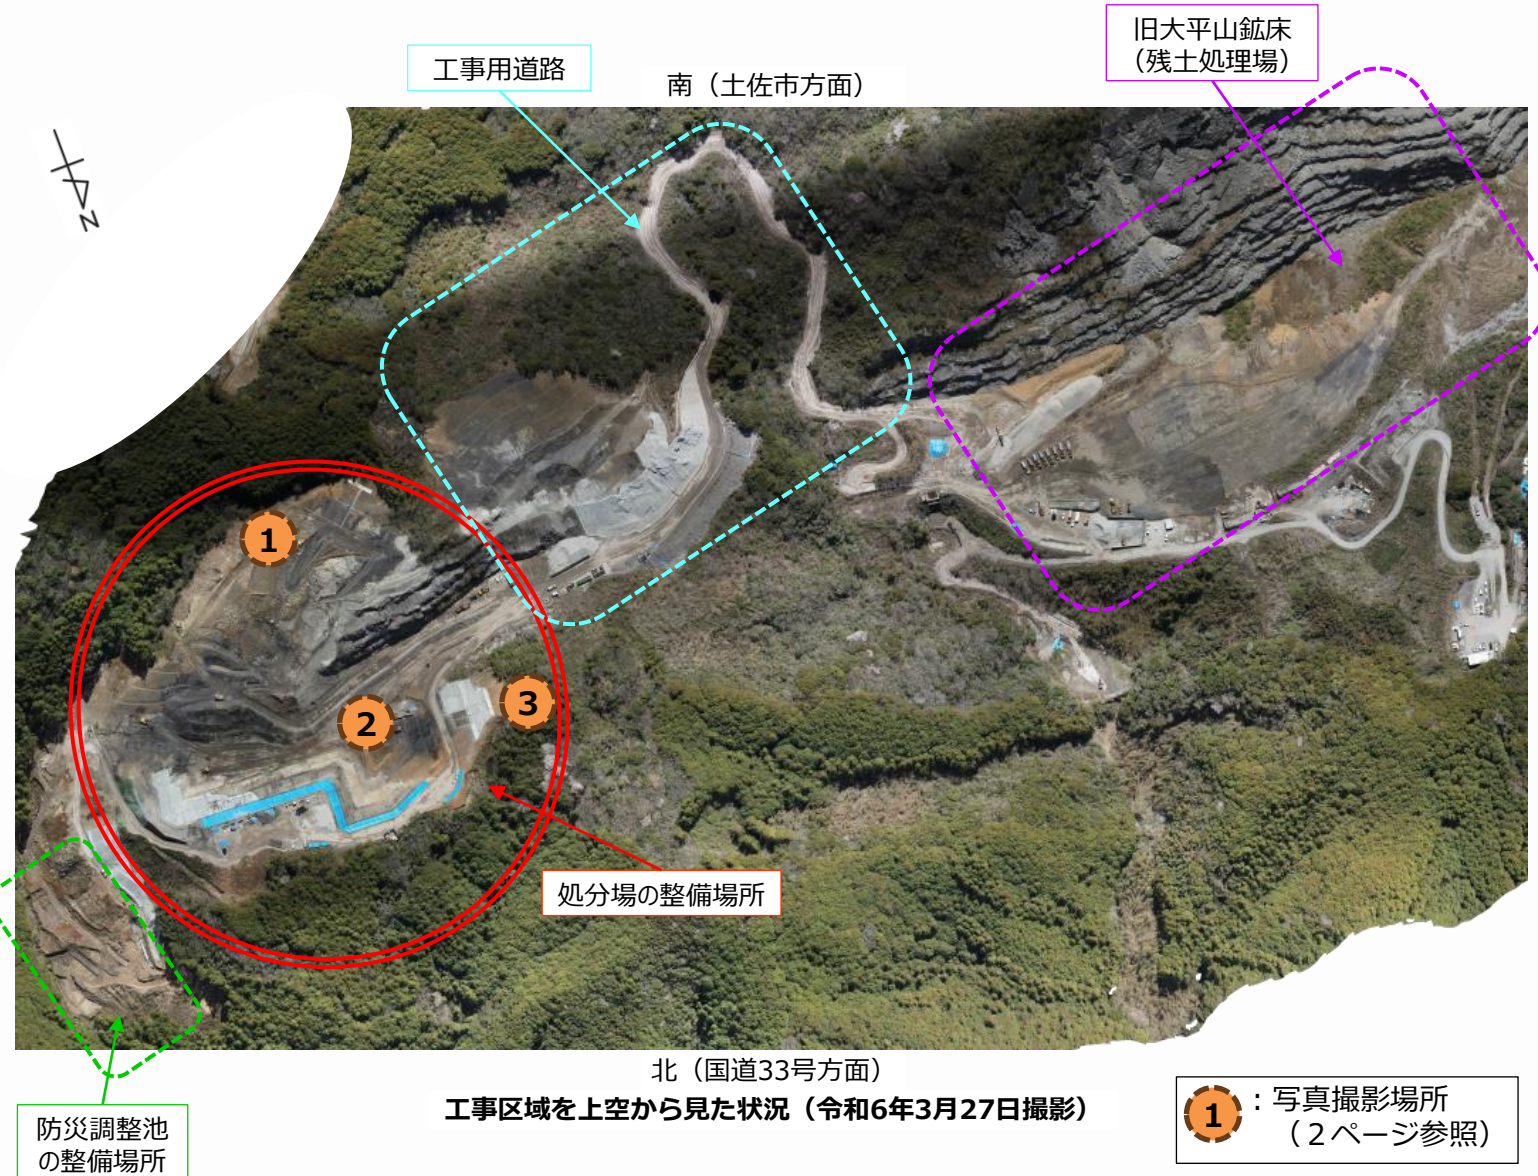 工事用道路
南（土佐市方面）
旧大平山鉱床
（残土処理場）
N
1
2
3
処分場の整備場所
防災調整池
の整備場所
北（国道33号方面）
工事区域を上空から見た状況（令和6年3月27日撮影）
1 ：写真撮影場所
（２ページ参照）